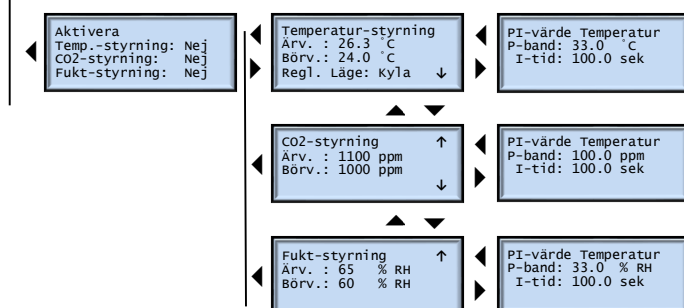 Aktivera
Temp.-styrning: Nej
CO2-styrning: Nej
Fukt-styrning: Nej
Temperatur-styrning
Ärv. : 26.3 °C
Börv.: 24.0 °C
Regl. Läge: Kyla ↓
PI-värde Temperatur
P-band: 33.0 °C
I-tid: 100.0 sek
CO2-styrning ↑
Ärv. : 1100 ppm
Börv.: 1000 ppm
↓
PI-värde Temperatur
P-band: 100.0 ppm
I-tid: 100.0 sek
Fukt-styrning ↑
Ärv. : 65 % RH
Börv.: 60 % RH
PI-värde Temperatur
P-band: 33.0 % RH
I-tid: 100.0 sek